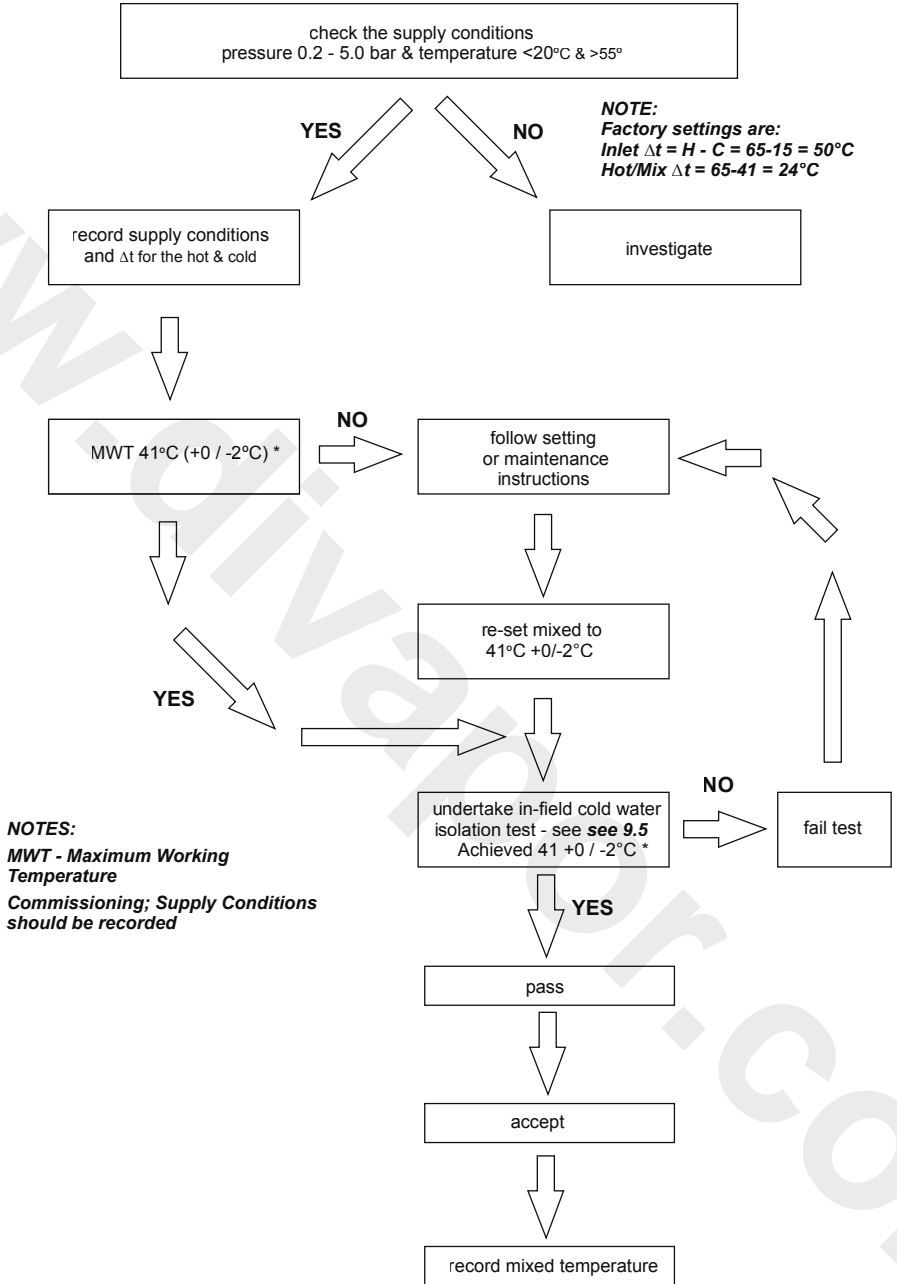 check the supply conditions
pressure 0.2 - 5.0 bar & temperature <20ºC & >55º
YES
NO
NOTE:
Factory settings are:
Inlet Δt = H - C = 65-15 = 50°C
Hot/Mix Δt = 65-41 = 24°C
record supply conditions
and Δt for the hot & cold
investigate
MWT 41ºC (+0 / -2ºC) *
NO
follow setting
or maintenance
instructions
re-set mixed to
41ºC +0/-2°C
YES
undertake in-field cold water
isolation test - see see 9.5
Achieved 41 +0 / -2°C *
NO
fail test
NOTES:
MWT - Maximum Working
Temperature
Commissioning; Supply Conditions
should be recorded
YES
pass
accept
record mixed temperature
w.divapor.co